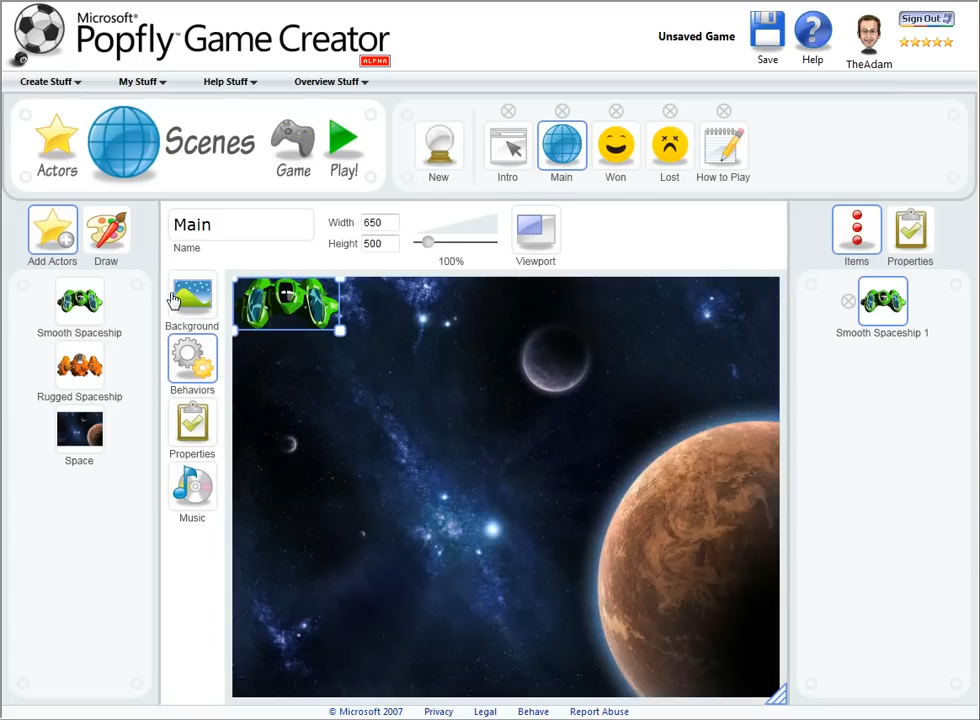 Microsoft®
Popfly™ Game Creator
ALPHA
Unsaved Game
Save
Help
TheAdam
Sign Out
Create Stuff
My Stuff
Help Stuff
Overview Stuff
Actors
Scenes
Game
Play!
New
Intro
Main
Won
Lost
How to Play
Add Actors
Draw
Main
Name
Width 650
Height 500
100%
Viewport
Items
Properties
Smooth Spaceship
Rugged Spaceship
Space
Background
Behaviors
Properties
Music
Smooth Spaceship 1
© Microsoft 2007 Privacy Legal Behave Report Abuse